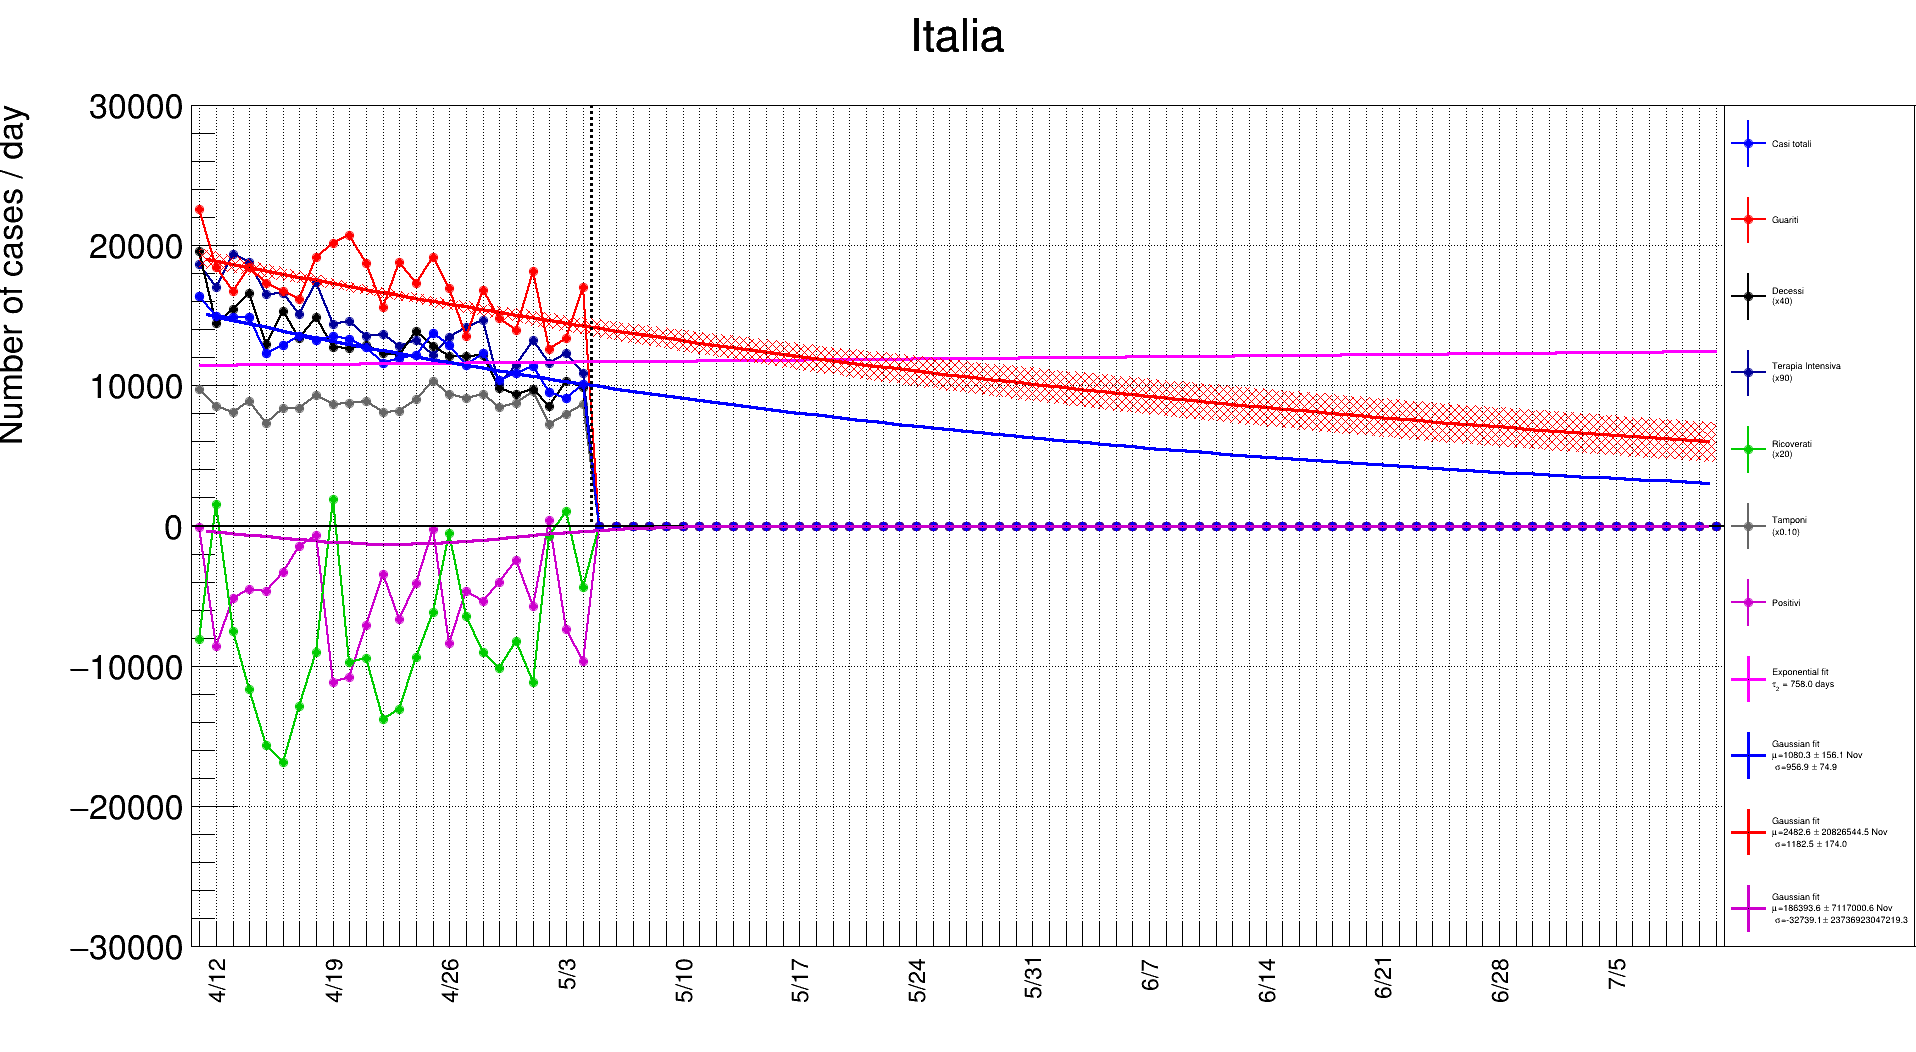 Italia
Number of cases / day
30000
20000
10000
0
−10000
−20000
−30000
4/12
4/19
4/26
5/3
5/10
5/17
5/24
5/31
6/7
6/14
6/21
6/28
7/5
Casi totali
Guariti
Decessi
(x40)
Terapia Intensiva
(x90)
Ricoverati
(x20)
Tamponi
(x0.10)
Positivi
Exponential fit
τ₂ = 758.0 days
Gaussian fit
μ=1080.3 ± 156.1 Nov
σ=956.9 ± 74.9
Gaussian fit
μ=2482.6 ± 20826544.5 Nov
σ=1182.5 ± 174.0
Gaussian fit
μ=186393.6 ± 7117000.6 Nov
σ=-32739.1± 23736923047219.3